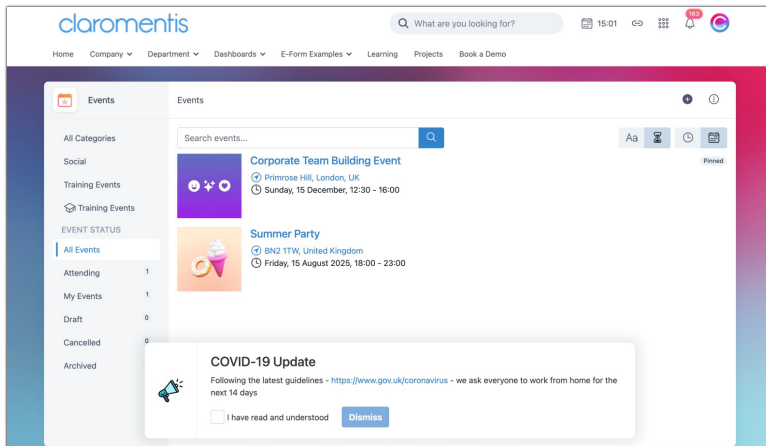 claromentis
What are you looking for?
15:01
163
Home Company Department Dashboards E-Form Examples Learning Projects Book a Demo
Events
Events
All Categories
Social
Training Events
Training Events
EVENT STATUS
All Events
Attending 1
My Events 1
Draft 0
Cancelled 0
Archived
Search events...
Aa
Corporate Team Building Event
Pinned
Primrose Hill, London, UK
Sunday, 15 December, 12:30 - 16:00
Summer Party
BN2 1TW, United Kingdom
Friday, 15 August 2025, 18:00 - 23:00
COVID-19 Update
Following the latest guidelines - https://www.gov.uk/coronavirus - we ask everyone to work from home for the
next 14 days
I have read and understood Dismiss